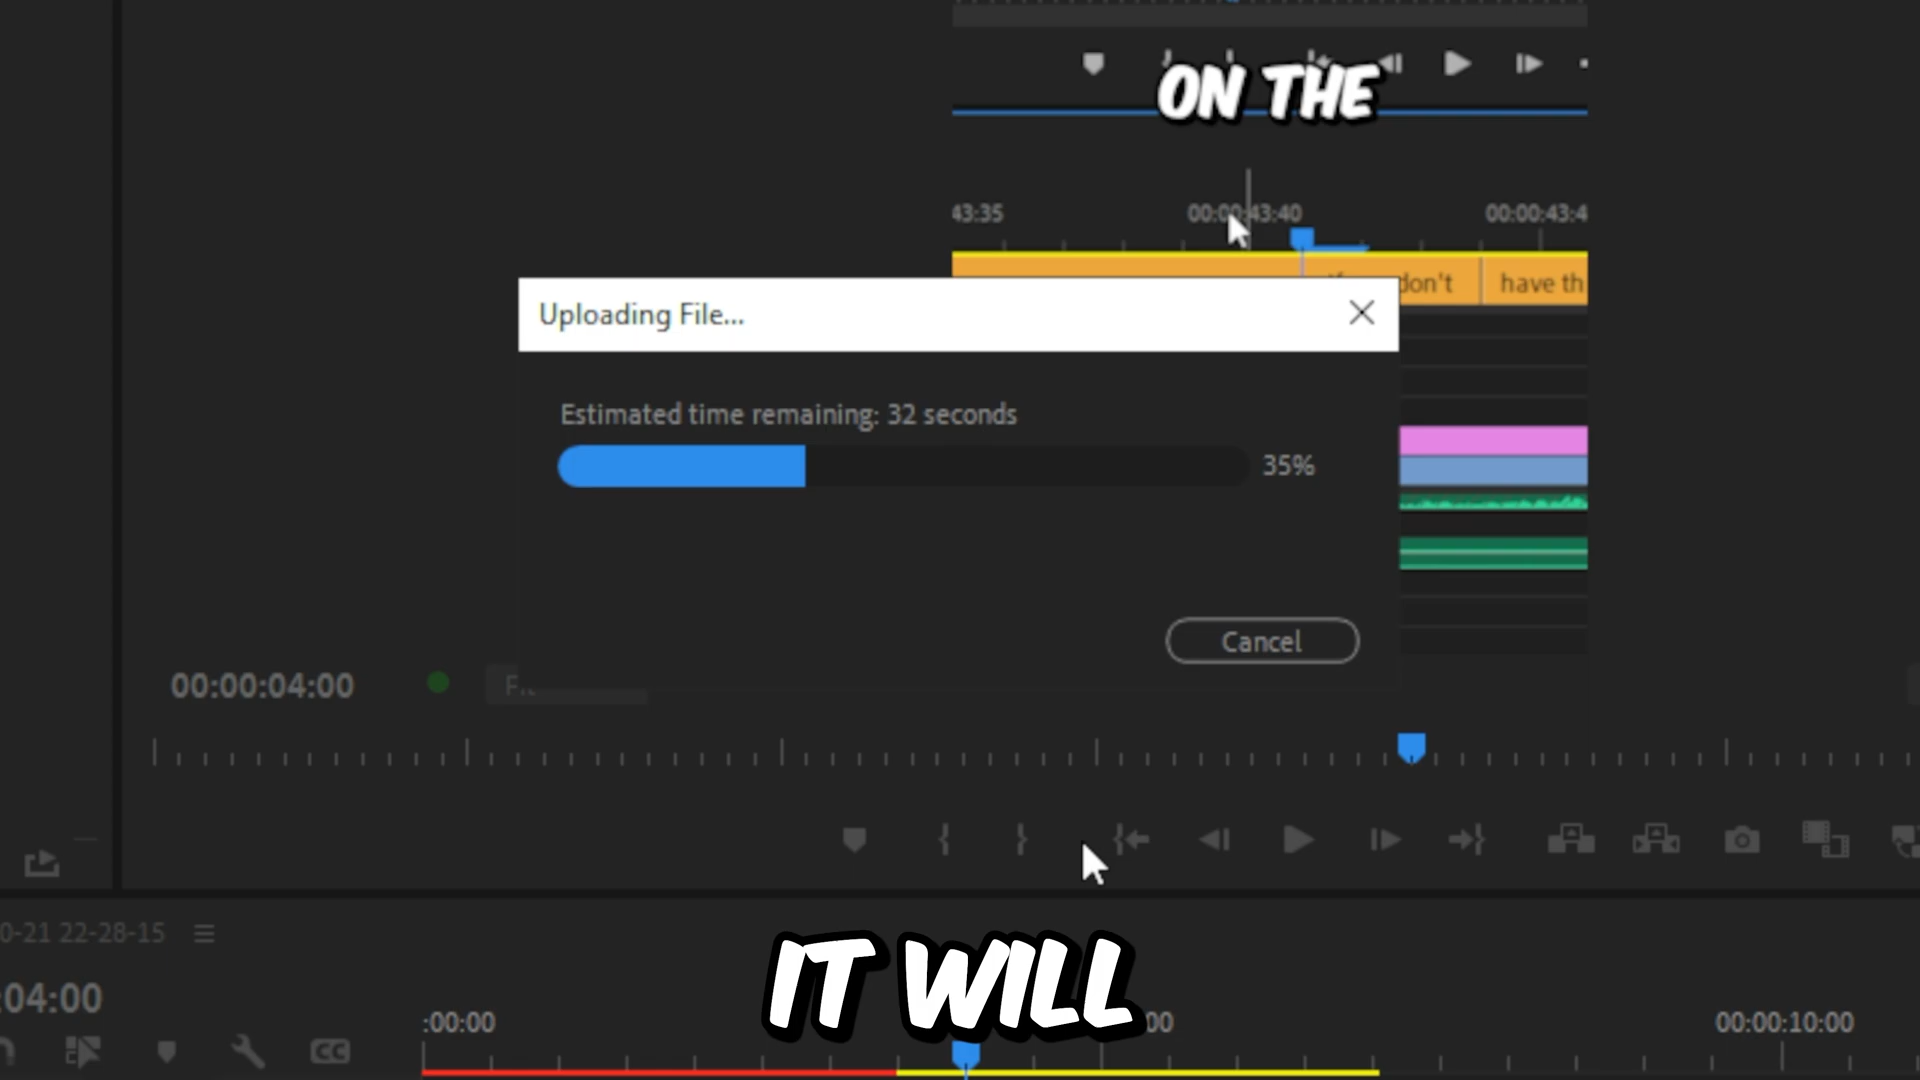 ON THE
43:35 00:00:43:40 00:00:43:4
don't have th
Uploading File...
Estimated time remaining: 32 seconds
35%
Cancel
00:00:04:00
0-21 22-28-15
IT WILL
:04:00
:00:00 00 00:00:10:00
CC